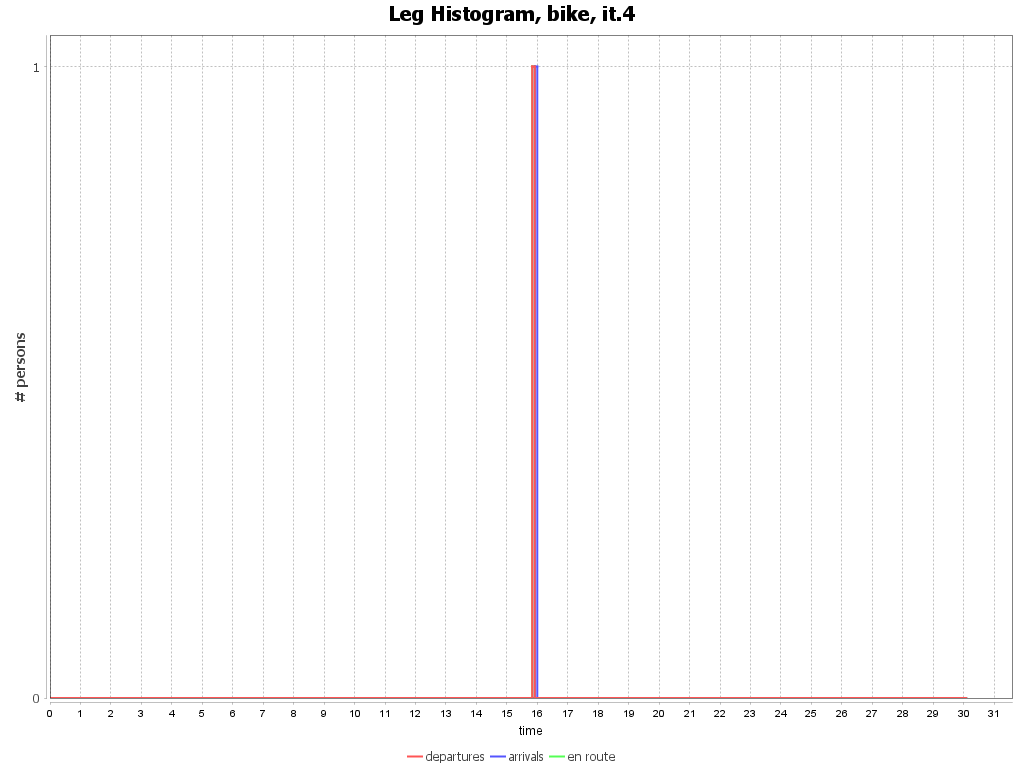 Leg Histogram, bike, it.4
1
# persons
0
0 1 2 3 4 5 6 7 8 9 10 11 12 13 14 15 16 17 18 19 20 21 22 23 24 25 26 27 28 29 30 31
time
departures arrivals en route